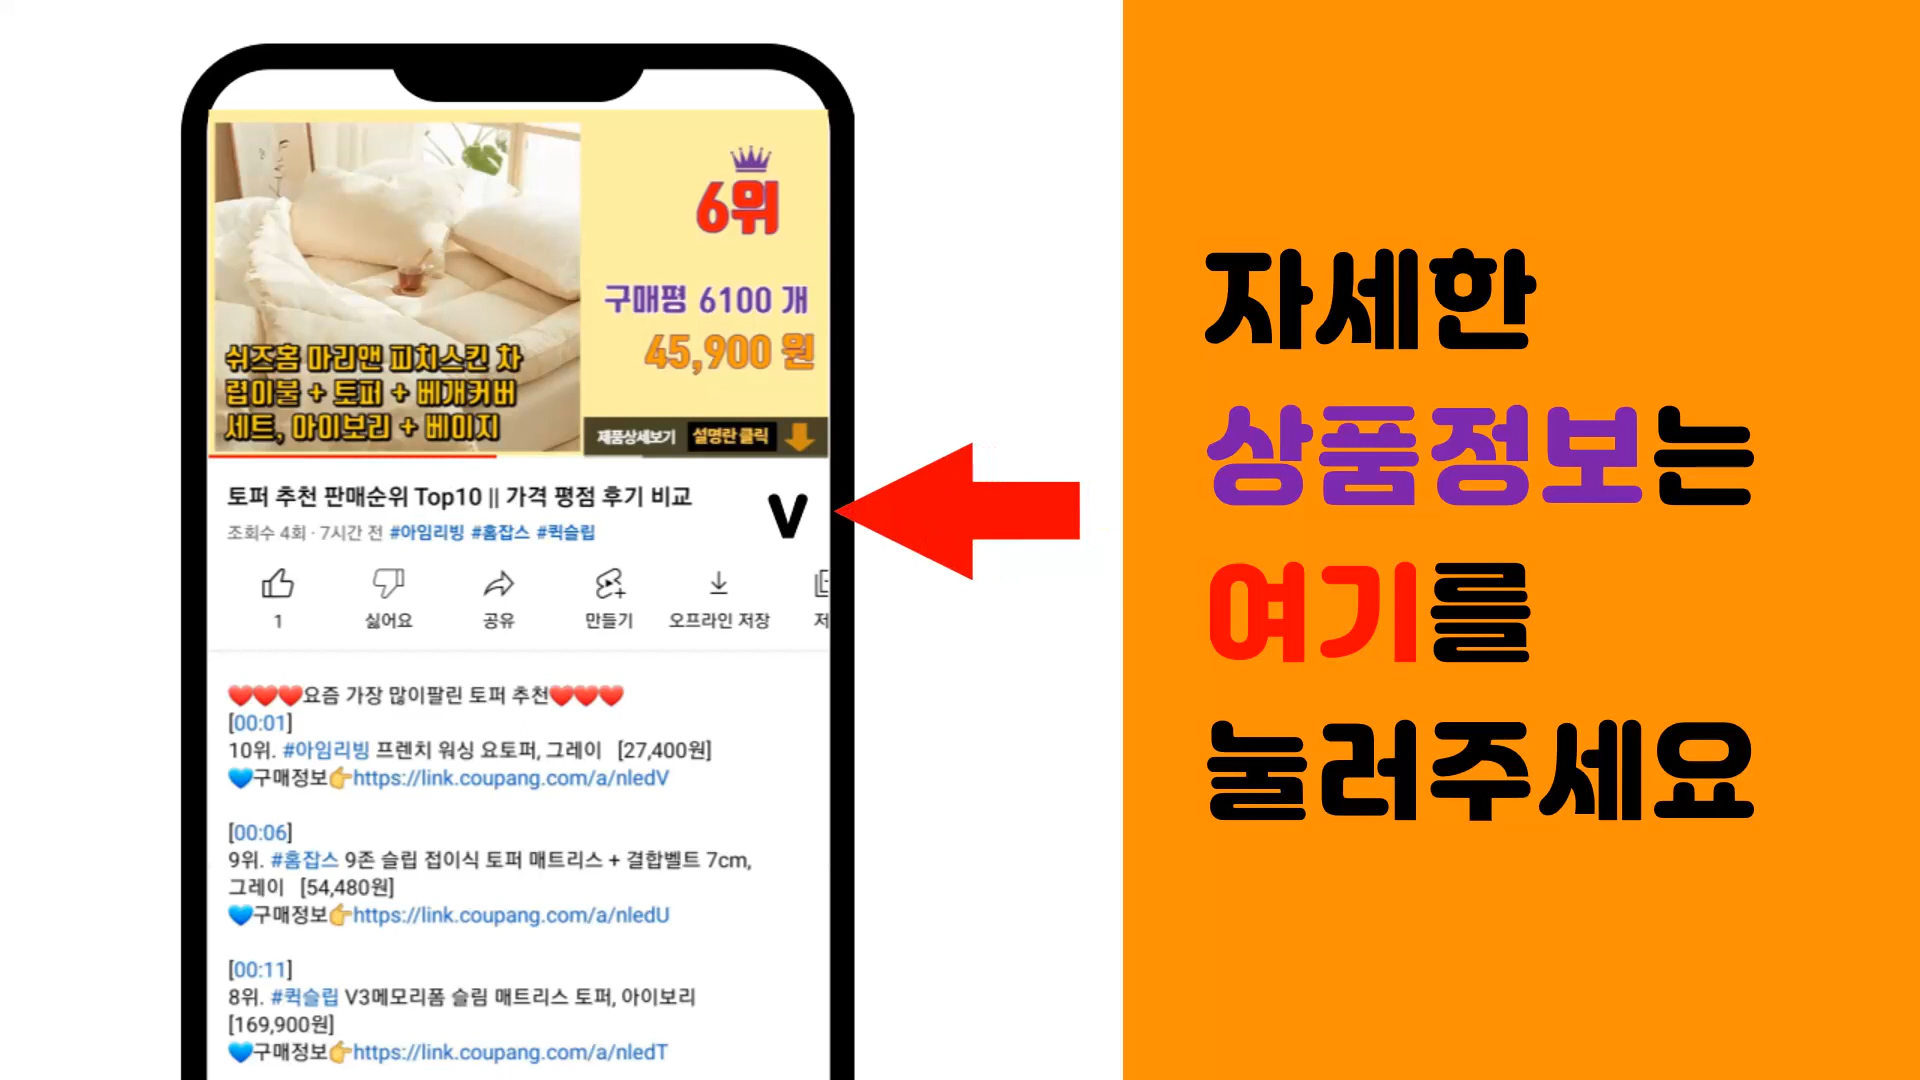 6위
구매평 6100 개
45,900 원
쉬즈홈 마리앤 피치스킨 차
렵이불 + 토퍼 + 베개커버
세트, 아이보리 + 베이지
제품상세보기 설명란 클릭
토퍼 추천 판매순위 Top10 || 가격 평점 후기 비교
V
조회수 4회 · 7시간 전 #아임리빙 #홈잡스 #퀵슬립
1 싫어요 공유 만들기 오프라인 저장 저
❤❤❤요즘 가장 많이팔린 토퍼 추천❤❤❤
[00:01]
10위. #아임리빙 프렌치 워싱 요토퍼, 그레이 [27,400원]
💙구매정보👉https://link.coupang.com/a/nledV
[00:06]
9위. #홈잡스 9존 슬립 접이식 토퍼 매트리스 + 결합벨트 7cm,
그레이 [54,480원]
💙구매정보👉https://link.coupang.com/a/nledU
[00:11]
8위. #퀵슬립 V3메모리폼 슬림 매트리스 토퍼, 아이보리
[169,900원]
💙구매정보👉https://link.coupang.com/a/nledT
자세한
상품정보는
여기를
눌러주세요